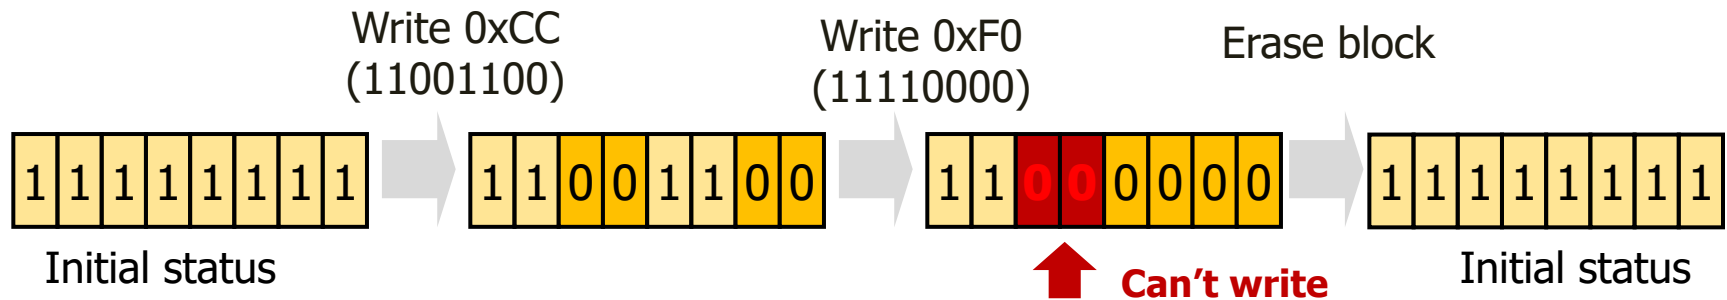 Write 0xCC
(11001100)
Write 0xF0
(11110000)
Erase block
1 1 1 1 1 1 1 1
1 1 0 0 1 1 0 0
1 1 0 0 0 0 0 0
1 1 1 1 1 1 1 1
Initial status
Can't write
Initial status